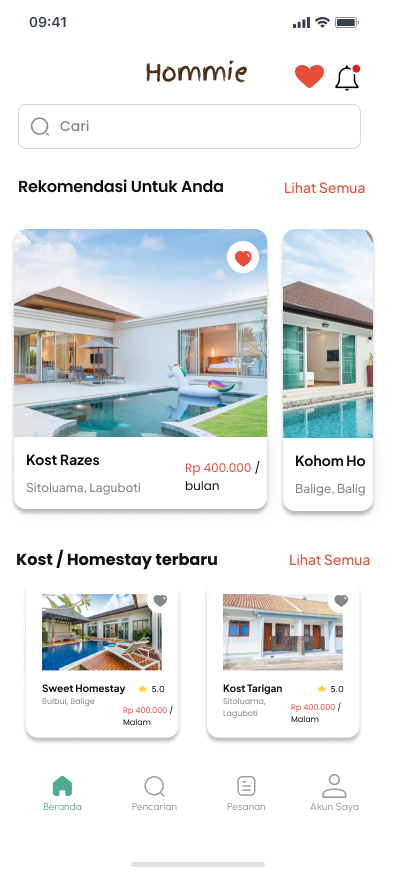 09:41
Hommie
Cari
Rekomendasi Untuk Anda
Lihat Semua
Kost Razes
Rp 400.000 /
bulan
Sitoluama, Laguboti
Kohom Ho
Balige, Balig
Kost / Homestay terbaru
Lihat Semua
Sweet Homestay
5.0
Bulbul, Balige
Rp 400.000 /
Malam
Kost Tarigan
5.0
Sitoluama,
Laguboti
Rp 400.000 /
Malam
Beranda
Pencarian
Pesanan
Akun Saya